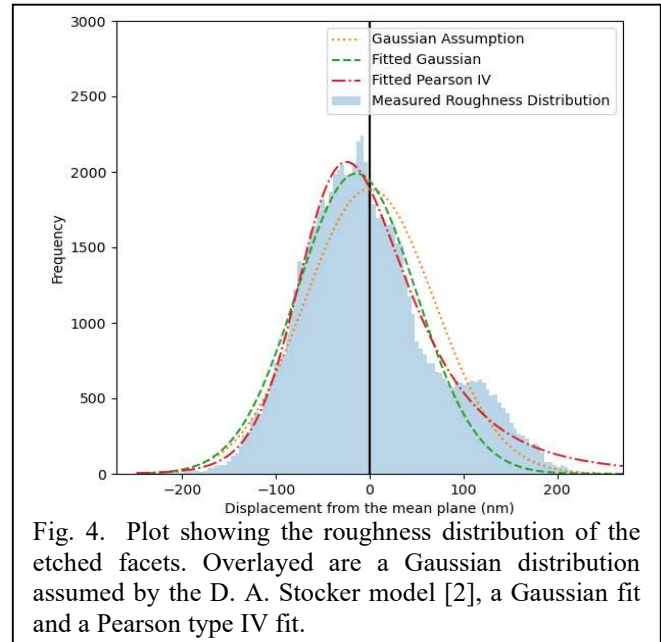 3000
2500
2000
1500
1000
500
0
Frequency
Gaussian Assumption
Fitted Gaussian
Fitted Pearson IV
Measured Roughness Distribution
−200 −100 0 100 200
Displacement from the mean plane (nm)
Fig. 4. Plot showing the roughness distribution of the
etched facets. Overlayed are a Gaussian distribution
assumed by the D. A. Stocker model [2], a Gaussian fit
and a Pearson type IV fit.